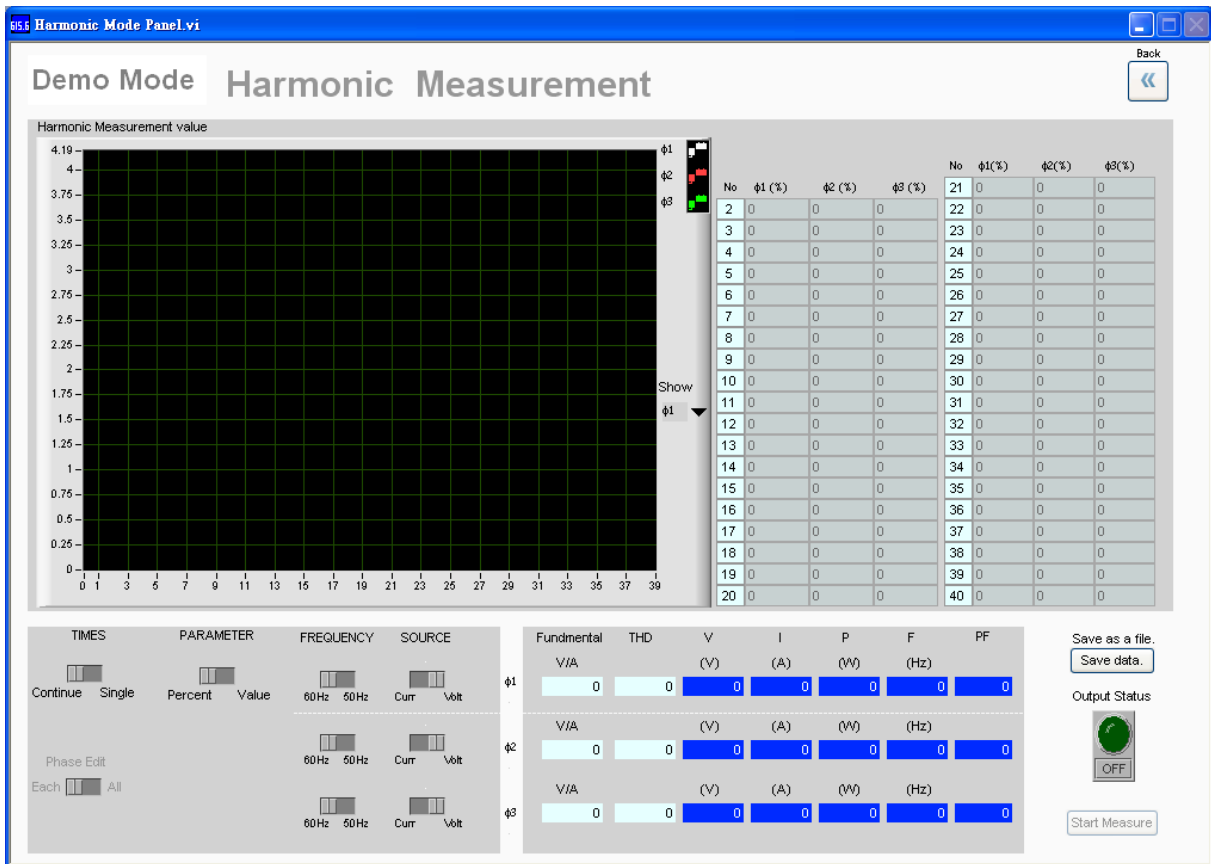 615.6 Harmonic Mode Panel.vi
Back
Demo Mode Harmonic Measurement
Harmonic Measurement value
4.19
4
3.75
3.5
3.25
3
2.75
2.5
2.25
2
1.75
1.5
1.25
1
0.75
0.5
0.25
0
0 1 3 5 7 9 11 13 15 17 19 21 23 25 27 29 31 33 35 37 39
ϕ1
ϕ2
ϕ3
Show
ϕ1
No ϕ1 (%) ϕ2 (%) ϕ3 (%)
2 0 0 0
3 0 0 0
4 0 0 0
5 0 0 0
6 0 0 0
7 0 0 0
8 0 0 0
9 0 0 0
10 0 0 0
11 0 0 0
12 0 0 0
13 0 0 0
14 0 0 0
15 0 0 0
16 0 0 0
17 0 0 0
18 0 0 0
19 0 0 0
20 0 0 0
No ϕ1(%) ϕ2(%) ϕ3(%)
21 0 0 0
22 0 0 0
23 0 0 0
24 0 0 0
25 0 0 0
26 0 0 0
27 0 0 0
28 0 0 0
29 0 0 0
30 0 0 0
31 0 0 0
32 0 0 0
33 0 0 0
34 0 0 0
35 0 0 0
36 0 0 0
37 0 0 0
38 0 0 0
39 0 0 0
40 0 0 0
TIMES PARAMETER FREQUENCY SOURCE
Continue Single Percent Value 60Hz 50Hz Curr Volt
60Hz 50Hz Curr Volt
Phase Edit
Each All
60Hz 50Hz Curr Volt
Fundmental THD V I P F PF
V/A (V) (A) (W) (Hz)
ϕ1 0 0 0 0 0 0 0
V/A (V) (A) (W) (Hz)
ϕ2 0 0 0 0 0 0 0
V/A (V) (A) (W) (Hz)
ϕ3 0 0 0 0 0 0 0
Save as a file.
Save data.
Output Status
OFF
Start Measure